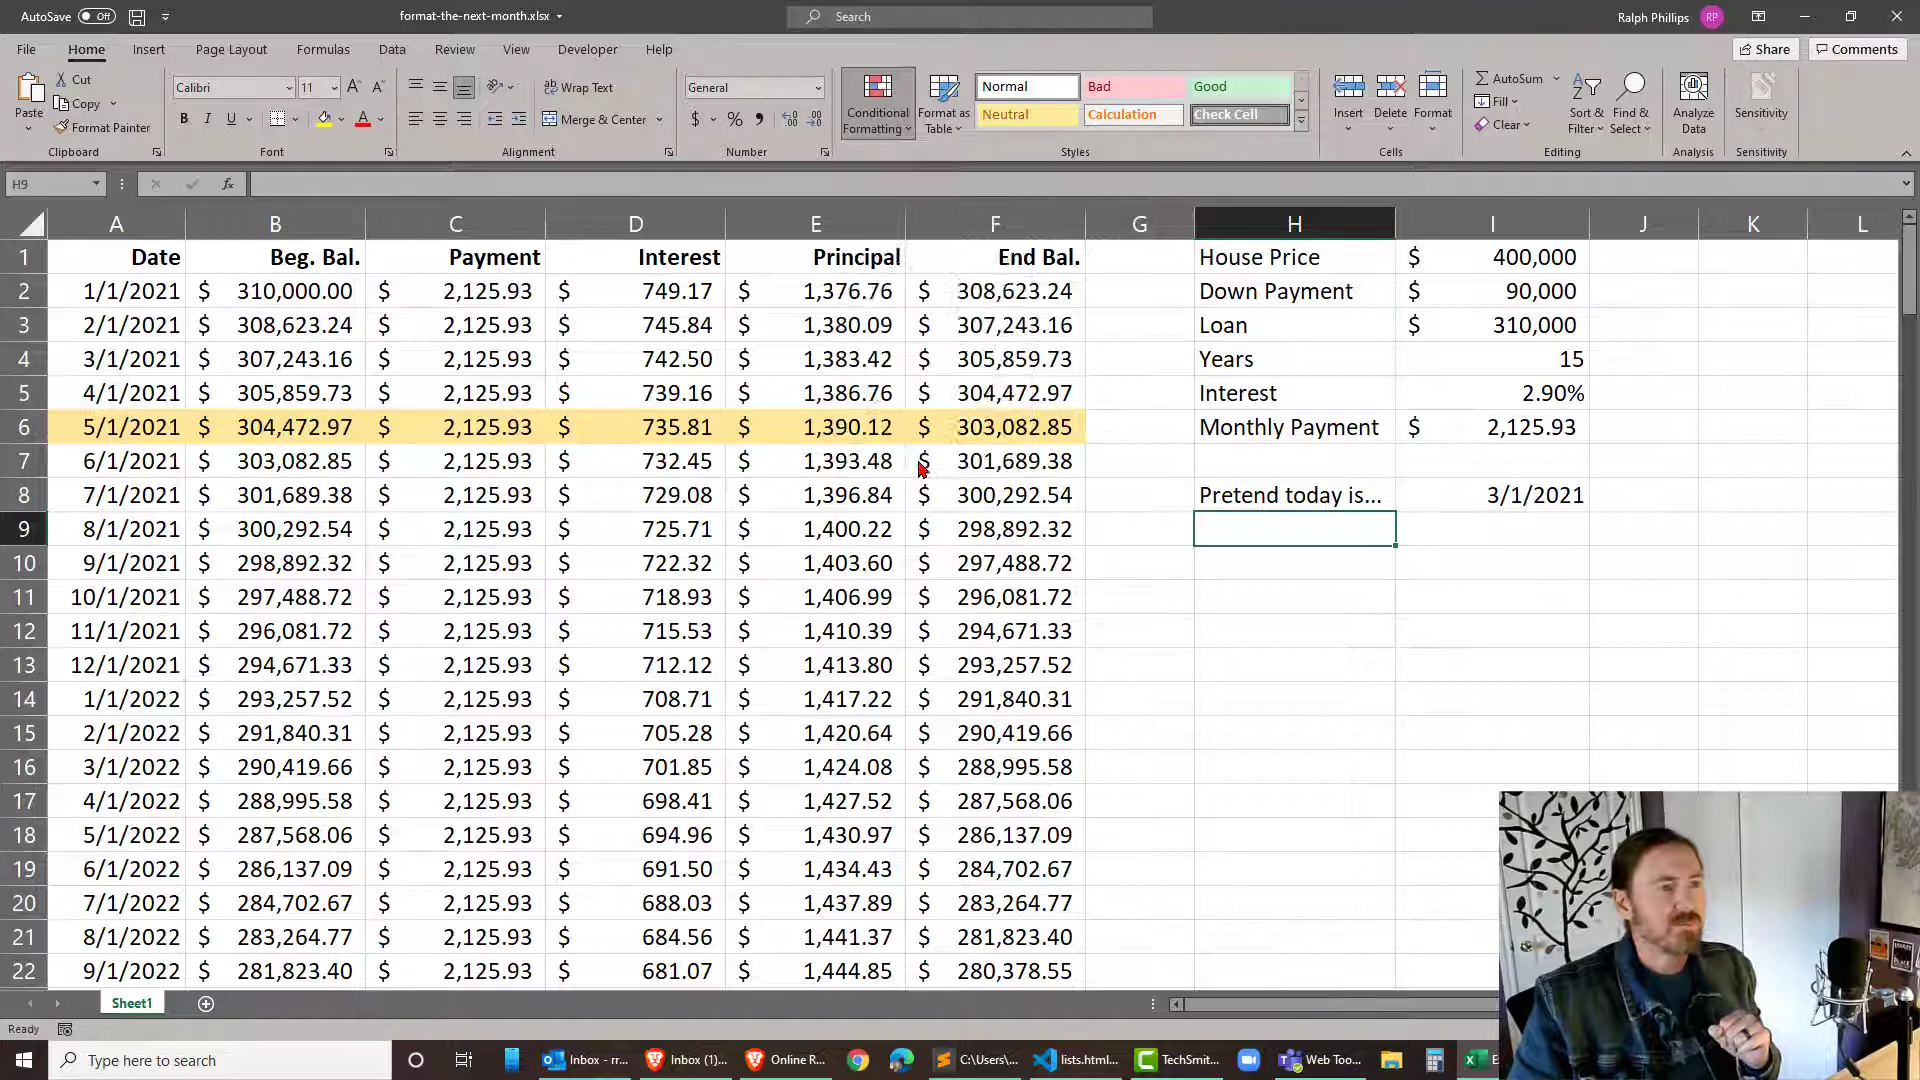 AutoSave Off format-the-next-month.xlsx Search Ralph Phillips RP
File Home Insert Page Layout Formulas Data Review View Developer Help Share Comments
Paste Cut Copy Format Painter Clipboard
Calibri 11 A A B I U A Font
Wrap Text Merge & Center Alignment
General $ % 9 Number
Conditional Formatting Format as Table Normal Bad Good Neutral Calculation Check Cell Styles
Insert Delete Format Cells
AutoSum Fill Clear Sort & Filter Find & Select Editing
Analyze Data Analysis Sensitivity Sensitivity
H9 fx
A B C D E F G H I J K L
1 Date Beg. Bal. Payment Interest Principal End Bal. House Price $ 400,000
2 1/1/2021 $ 310,000.00 $ 2,125.93 $ 749.17 $ 1,376.76 $ 308,623.24 Down Payment $ 90,000
3 2/1/2021 $ 308,623.24 $ 2,125.93 $ 745.84 $ 1,380.09 $ 307,243.16 Loan $ 310,000
4 3/1/2021 $ 307,243.16 $ 2,125.93 $ 742.50 $ 1,383.42 $ 305,859.73 Years 15
5 4/1/2021 $ 305,859.73 $ 2,125.93 $ 739.16 $ 1,386.76 $ 304,472.97 Interest 2.90%
6 5/1/2021 $ 304,472.97 $ 2,125.93 $ 735.81 $ 1,390.12 $ 303,082.85 Monthly Payment $ 2,125.93
7 6/1/2021 $ 303,082.85 $ 2,125.93 $ 732.45 $ 1,393.48 $ 301,689.38
8 7/1/2021 $ 301,689.38 $ 2,125.93 $ 729.08 $ 1,396.84 $ 300,292.54 Pretend today is... 3/1/2021
9 8/1/2021 $ 300,292.54 $ 2,125.93 $ 725.71 $ 1,400.22 $ 298,892.32
10 9/1/2021 $ 298,892.32 $ 2,125.93 $ 722.32 $ 1,403.60 $ 297,488.72
11 10/1/2021 $ 297,488.72 $ 2,125.93 $ 718.93 $ 1,406.99 $ 296,081.72
12 11/1/2021 $ 296,081.72 $ 2,125.93 $ 715.53 $ 1,410.39 $ 294,671.33
13 12/1/2021 $ 294,671.33 $ 2,125.93 $ 712.12 $ 1,413.80 $ 293,257.52
14 1/1/2022 $ 293,257.52 $ 2,125.93 $ 708.71 $ 1,417.22 $ 291,840.31
15 2/1/2022 $ 291,840.31 $ 2,125.93 $ 705.28 $ 1,420.64 $ 290,419.66
16 3/1/2022 $ 290,419.66 $ 2,125.93 $ 701.85 $ 1,424.08 $ 288,995.58
17 4/1/2022 $ 288,995.58 $ 2,125.93 $ 698.41 $ 1,427.52 $ 287,568.06
18 5/1/2022 $ 287,568.06 $ 2,125.93 $ 694.96 $ 1,430.97 $ 286,137.09
19 6/1/2022 $ 286,137.09 $ 2,125.93 $ 691.50 $ 1,434.43 $ 284,702.67
20 7/1/2022 $ 284,702.67 $ 2,125.93 $ 688.03 $ 1,437.89 $ 283,264.77
21 8/1/2022 $ 283,264.77 $ 2,125.93 $ 684.56 $ 1,441.37 $ 281,823.40
22 9/1/2022 $ 281,823.40 $ 2,125.93 $ 681.07 $ 1,444.85 $ 280,378.55
Sheet1
Ready
Type here to search Inbox - rr... Inbox (1)... Online R... C:\Users\... lists.html... TechSmit... Web Too...